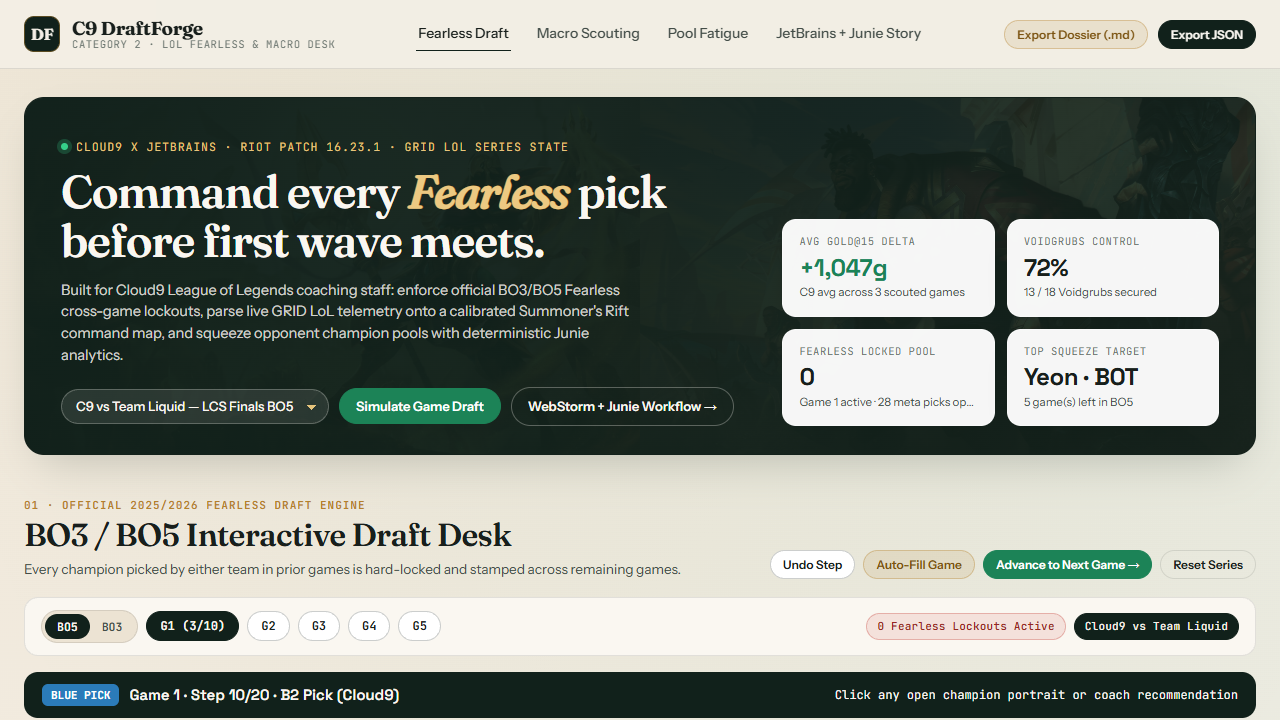 DF
C9 DraftForge
CATEGORY 2 · LOL FEARLESS & MACRO DESK
Fearless Draft
Macro Scouting
Pool Fatigue
JetBrains + Junie Story
Export Dossier (.md)
Export JSON
CLOUD9 X JETBRAINS · RIOT PATCH 16.23.1 · GRID LOL SERIES STATE
Command every Fearless pick
before first wave meets.
Built for Cloud9 League of Legends coaching staff: enforce official BO3/BO5 Fearless
cross-game lockouts, parse live GRID LoL telemetry onto a calibrated Summoner's Rift
command map, and squeeze opponent champion pools with deterministic Junie
analytics.
C9 vs Team Liquid — LCS Finals BO5
Simulate Game Draft
WebStorm + Junie Workflow →
AVG GOLD@15 DELTA
+1,047g
C9 avg across 3 scouted games
VOIDGRUBS CONTROL
72%
13 / 18 Voidgrubs secured
FEARLESS LOCKED POOL
0
Game 1 active · 28 meta picks op...
TOP SQUEEZE TARGET
Yeon · BOT
5 game(s) left in BO5
01 · OFFICIAL 2025/2026 FEARLESS DRAFT ENGINE
BO3 / BO5 Interactive Draft Desk
Every champion picked by either team in prior games is hard-locked and stamped across remaining games.
Undo Step
Auto-Fill Game
Advance to Next Game →
Reset Series
BO5
BO3
G1 (3/10)
G2
G3
G4
G5
0 Fearless Lockouts Active
Cloud9 vs Team Liquid
BLUE PICK
Game 1 · Step 10/20 · B2 Pick (Cloud9)
Click any open champion portrait or coach recommendation